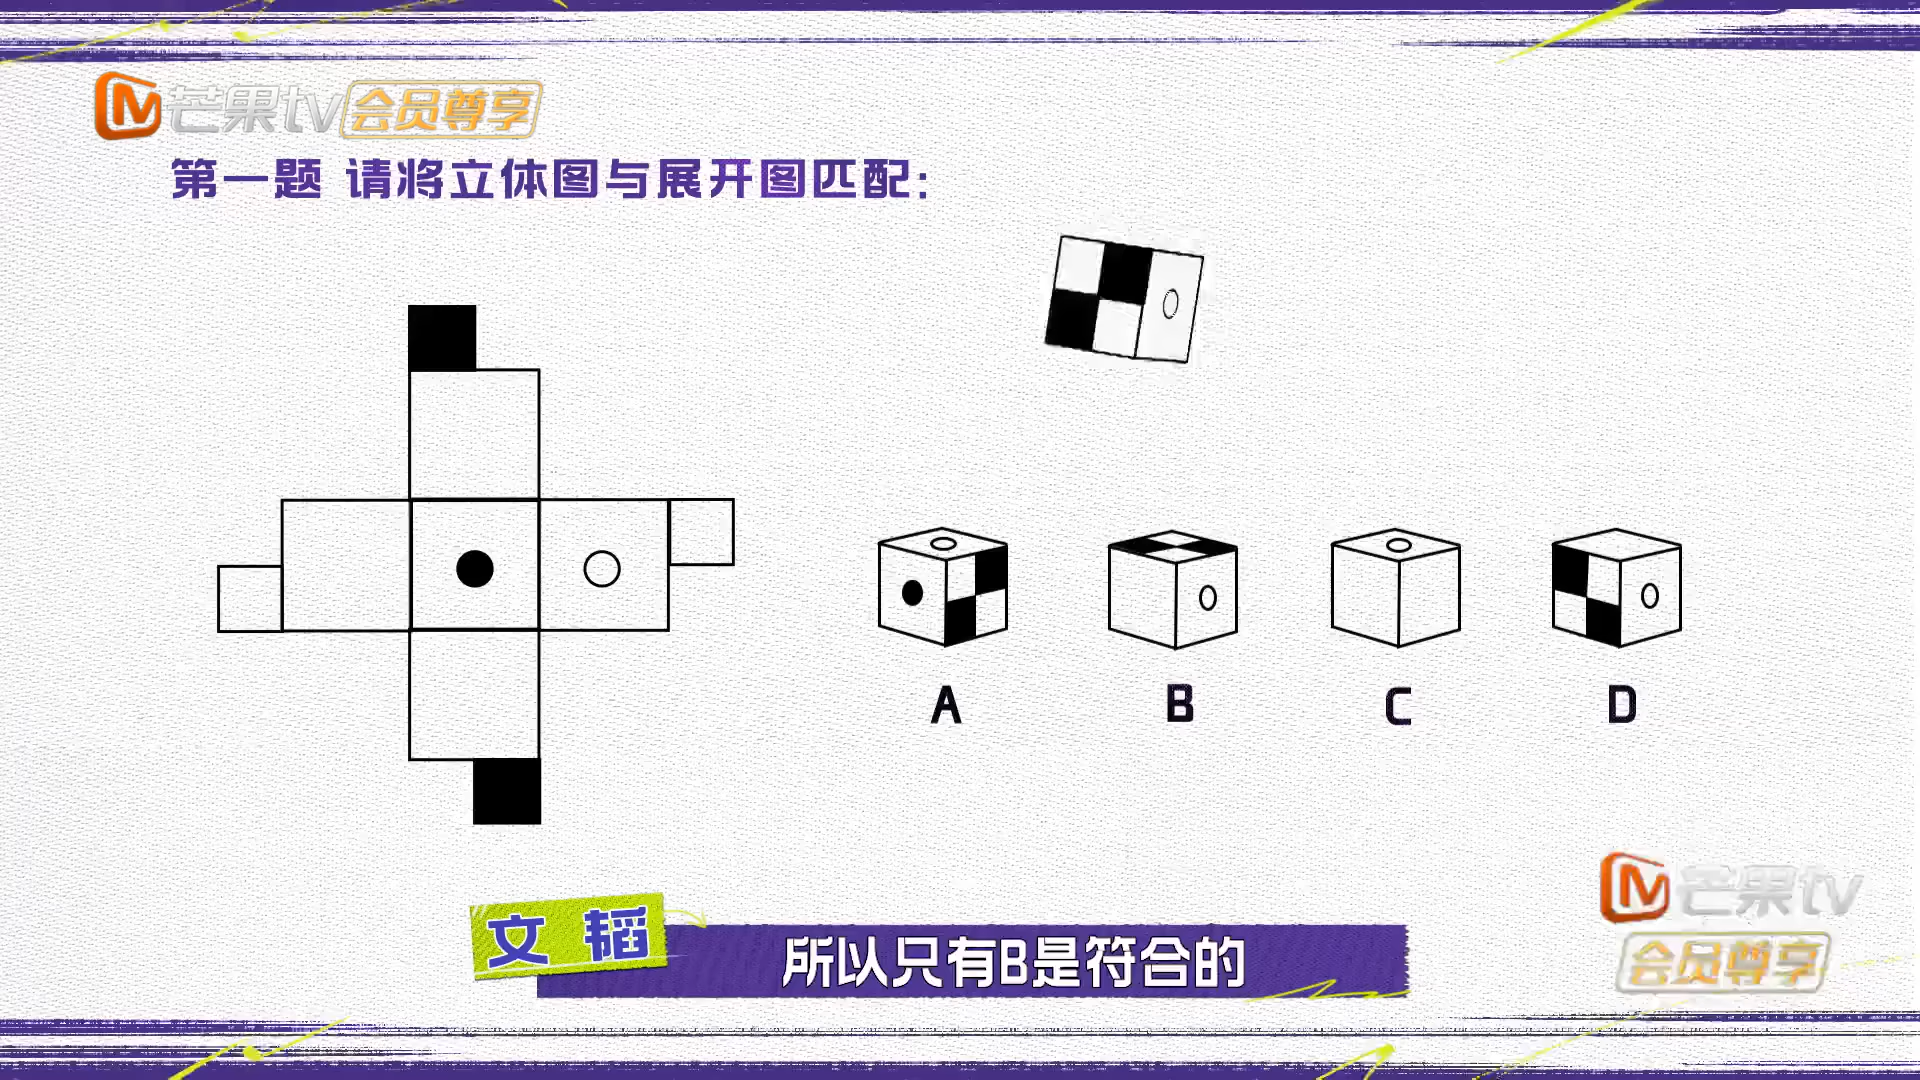 芒果tv会员尊享
第一题 请将立体图与展开图匹配：
A
B
C
D
芒果tv
会员尊享
文韬
所以只有B是符合的